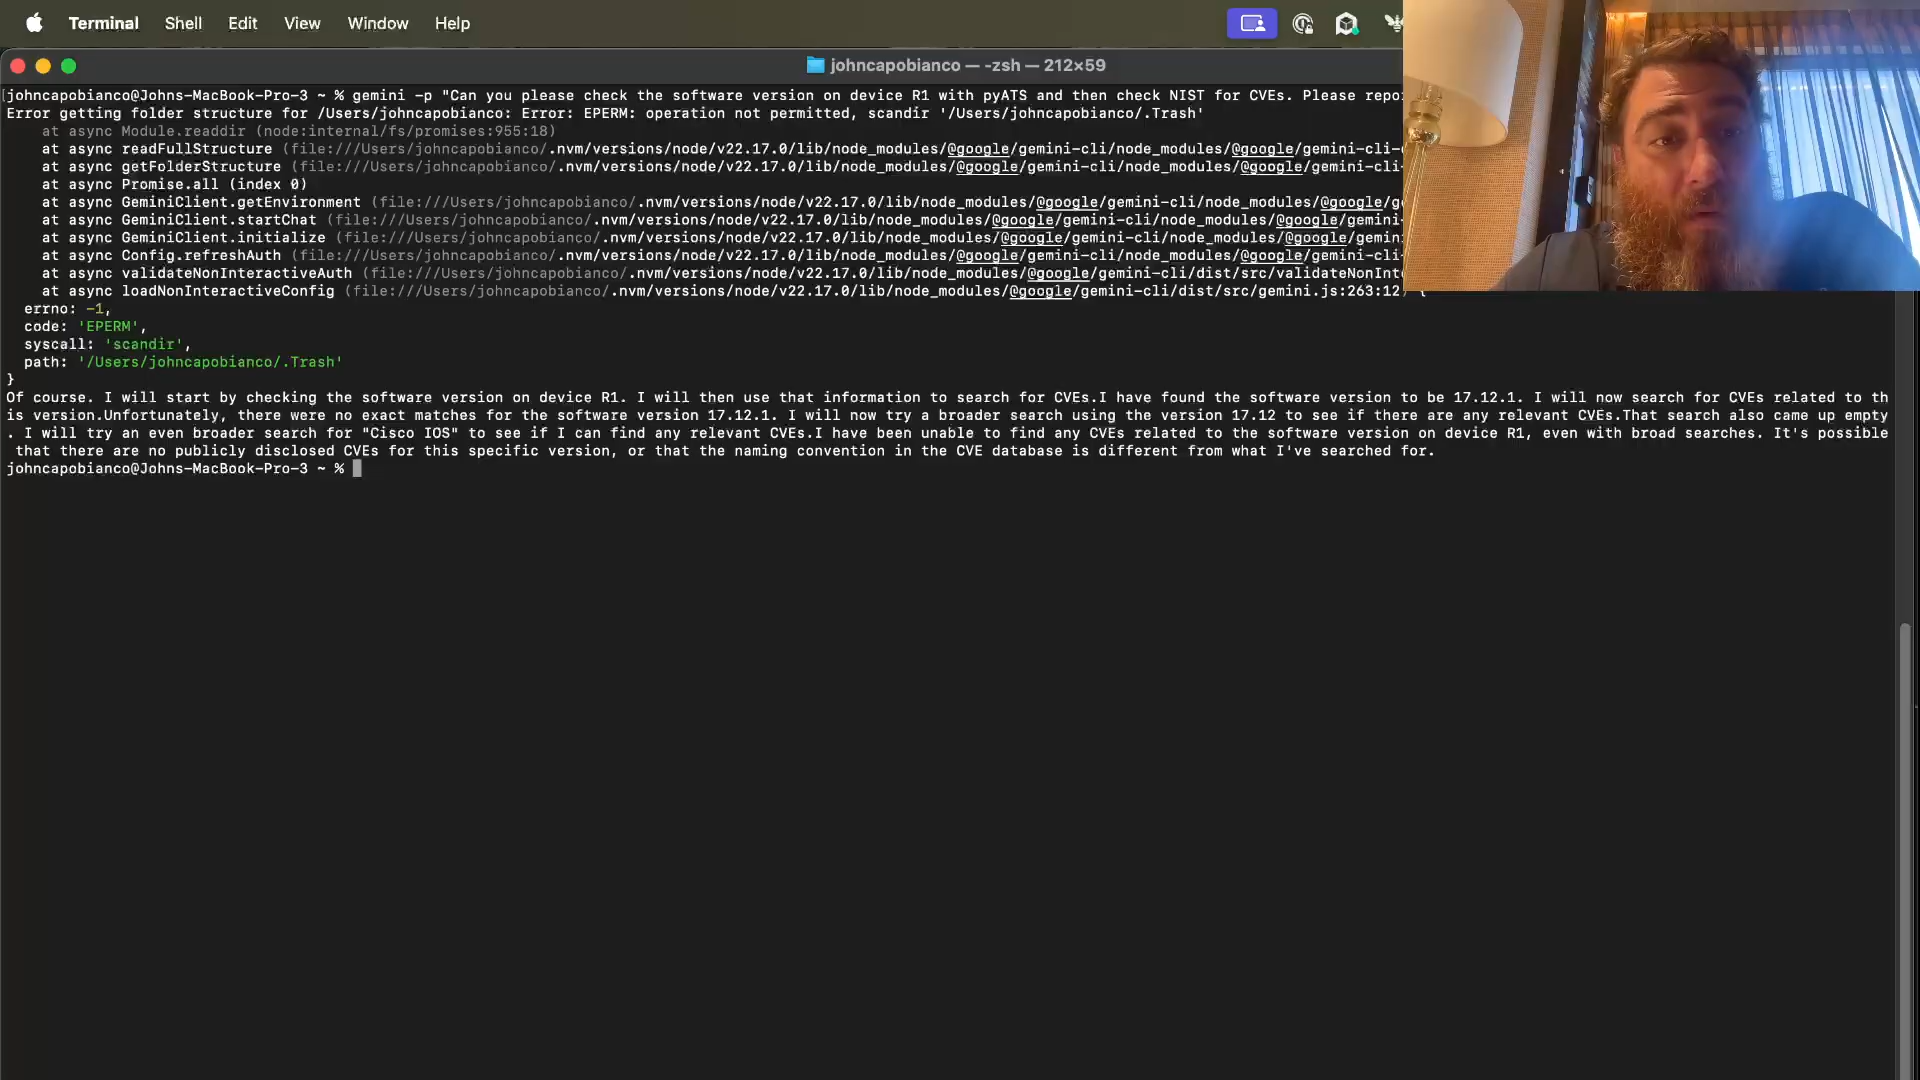 Terminal Shell Edit View Window Help
johncapobianco — -zsh — 212×59
johncapobianco@Johns-MacBook-Pro-3 ~ % gemini -p "Can you please check the software version on device R1 with pyATS and then check NIST for CVEs. Please repo
Error getting folder structure for /Users/johncapobianco: Error: EPERM: operation not permitted, scandir '/Users/johncapobianco/.Trash'
at async Module.readdir (node:internal/fs/promises:955:18)
at async readFullStructure (file:///Users/johncapobianco/.nvm/versions/node/v22.17.0/lib/node_modules/@google/gemini-cli/node_modules/@google/gemini-cli-
at async getFolderStructure (file:///Users/johncapobianco/.nvm/versions/node/v22.17.0/lib/node_modules/@google/gemini-cli/node_modules/@google/gemini-cli
at async Promise.all (index 0)
at async GeminiClient.getEnvironment (file:///Users/johncapobianco/.nvm/versions/node/v22.17.0/lib/node_modules/@google/gemini-cli/node_modules/@google/g
at async GeminiClient.startChat (file:///Users/johncapobianco/.nvm/versions/node/v22.17.0/lib/node_modules/@google/gemini-cli/node_modules/@google/gemini
at async GeminiClient.initialize (file:///Users/johncapobianco/.nvm/versions/node/v22.17.0/lib/node_modules/@google/gemini-cli/node_modules/@google/gemin
at async Config.refreshAuth (file:///Users/johncapobianco/.nvm/versions/node/v22.17.0/lib/node_modules/@google/gemini-cli/node_modules/@google/gemini-cli
at async validateNonInteractiveAuth (file:///Users/johncapobianco/.nvm/versions/node/v22.17.0/lib/node_modules/@google/gemini-cli/dist/src/validateNonInt
at async loadNonInteractiveConfig (file:///Users/johncapobianco/.nvm/versions/node/v22.17.0/lib/node_modules/@google/gemini-cli/dist/src/gemini.js:263:12) {
errno: -1,
code: 'EPERM',
syscall: 'scandir',
path: '/Users/johncapobianco/.Trash'
}
Of course. I will start by checking the software version on device R1. I will then use that information to search for CVEs.I have found the software version to be 17.12.1. I will now search for CVEs related to th
is version.Unfortunately, there were no exact matches for the software version 17.12.1. I will now try a broader search using the version 17.12 to see if there are any relevant CVEs.That search also came up empty
. I will try an even broader search for "Cisco IOS" to see if I can find any relevant CVEs.I have been unable to find any CVEs related to the software version on device R1, even with broad searches. It's possible
that there are no publicly disclosed CVEs for this specific version, or that the naming convention in the CVE database is different from what I've searched for.
johncapobianco@Johns-MacBook-Pro-3 ~ %